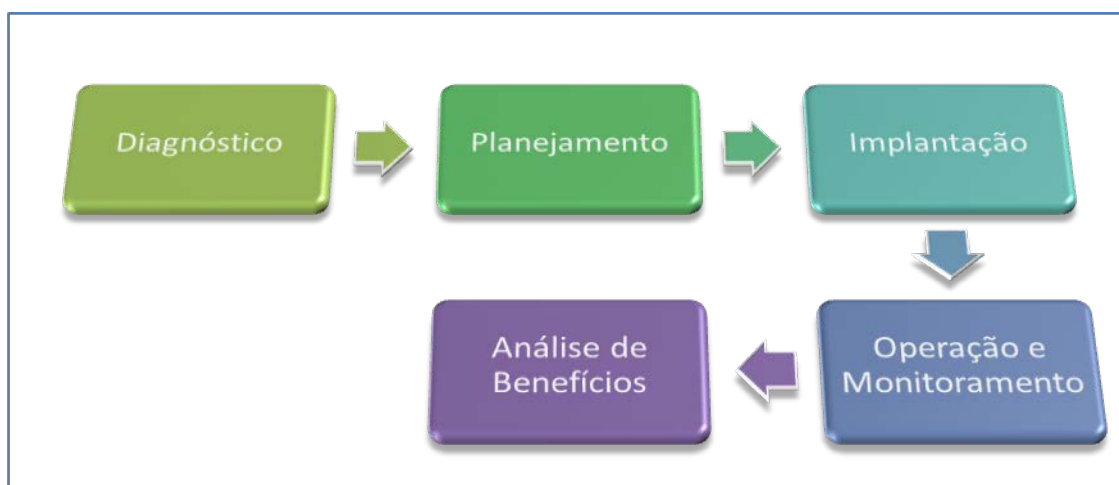 Diagnóstico
Planejamento
Implantação
Operação e
Monitoramento
Análise de
Benefícios